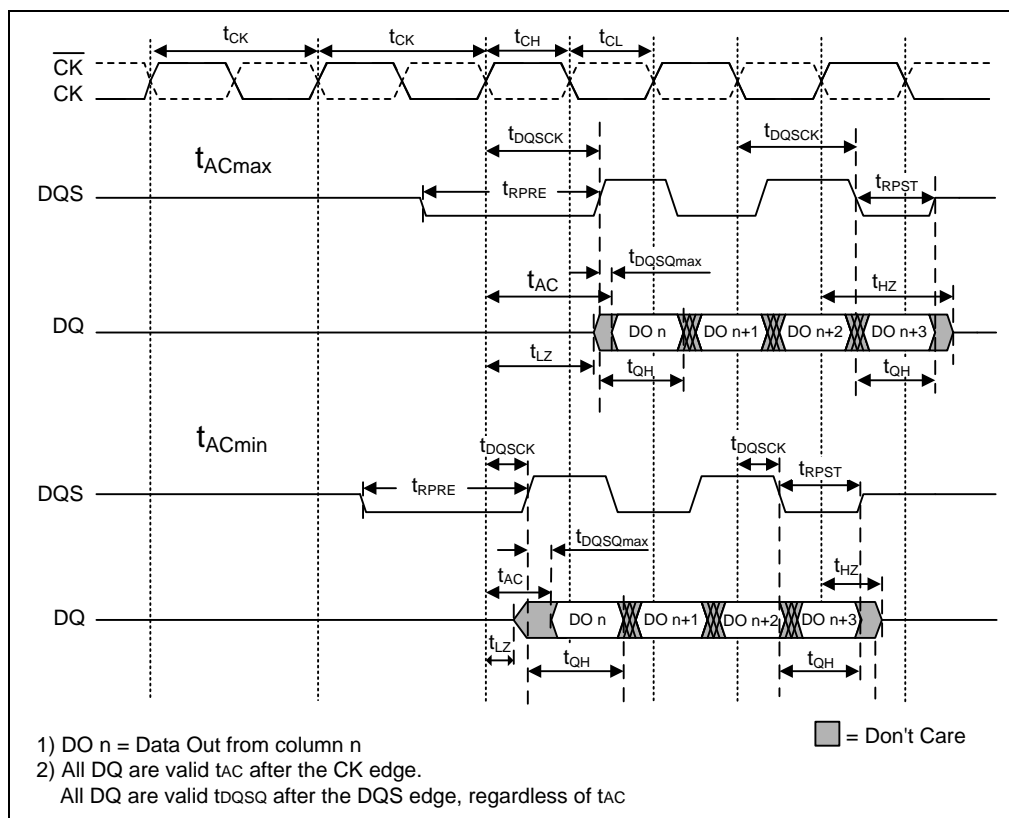 tCK tCK tCH tCL
CK
CK
tDQSCK tDQSCK
tACmax
tRPRE tRPST
DQS
tDQSQmax
tAC tHZ
DQ DO n DO n+1 DO n+2 DO n+3
tLZ
tQH tQH
tACmin
tDQSCK tDQSCK
tRPRE tRPST
DQS
tDQSQmax
tAC tHZ
DQ DO n DO n+1 DO n+2 DO n+3
tLZ
tQH tQH
= Don't Care
1) DO n = Data Out from column n
2) All DQ are valid tAC after the CK edge.
All DQ are valid tDQSQ after the DQS edge, regardless of tAC